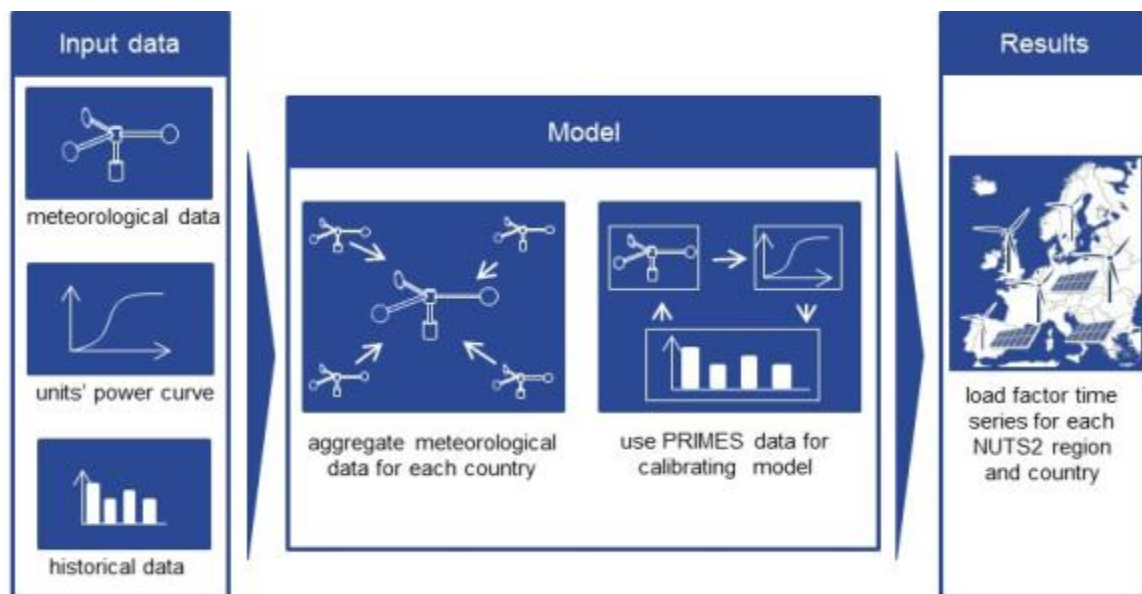 Input data
meteorological data
units' power curve
historical data
Model
aggregate meteorological
data for each country
use PRIMES data for
calibrating model
Results
load factor time
series for each
NUTS2 region
and country